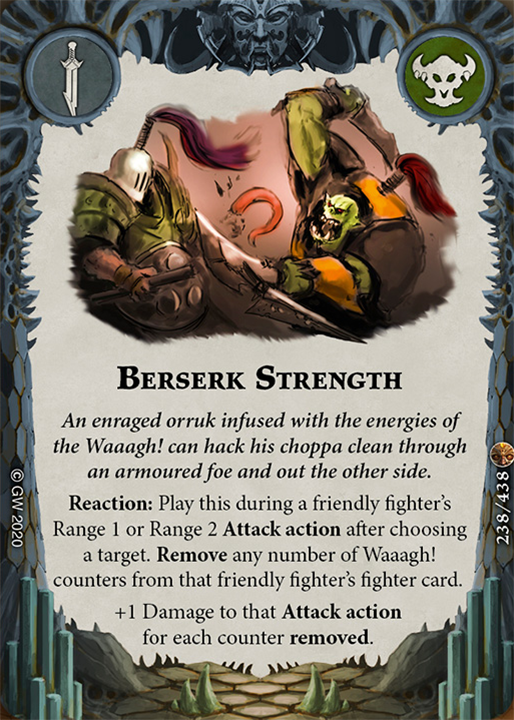 Berserk Strength
An enraged orruk infused with the energies of
the Waaagh! can hack his choppa clean through
an armoured foe and out the other side.
Reaction: Play this during a friendly fighter's
Range 1 or Range 2 Attack action after choosing
a target. Remove any number of Waaagh!
counters from that friendly fighter's fighter card.
+1 Damage to that Attack action
for each counter removed.
© GW 2020
238/438